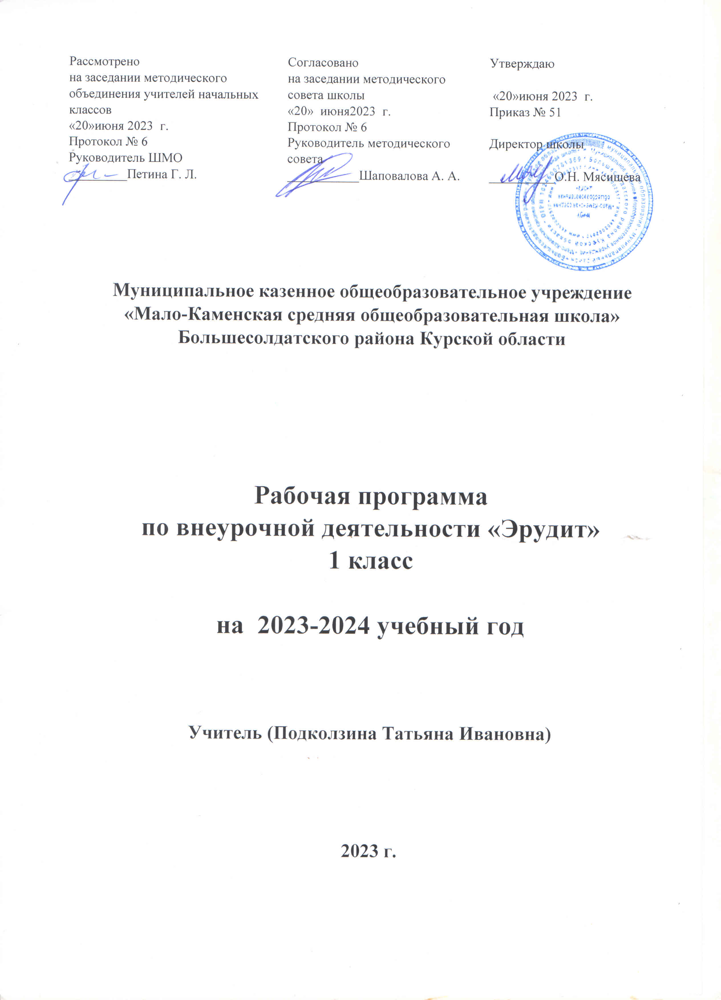 Рассмотрено
на заседании методического
объединения учителей начальных
классов
«20»июня 2023 г.
Протокол № 6
Руководитель ШМО
_________Петина Г. Л.
Согласовано
на заседании методического
совета школы
«20» июня2023 г.
Протокол № 6
Руководитель методического
совета
___________Шаповалова А. А.
Утверждаю
«20»июня 2023 г.
Приказ № 51
Директор школы
__________О.Н. Мясищева
Муниципальное казенное общеобразовательное учреждение
«Мало-Каменская средняя общеобразовательная школа»
Большесолдатского района Курской области
Рабочая программа
по внеурочной деятельности «Эрудит»
1 класс
на 2023-2024 учебный год
Учитель (Подколзина Татьяна Ивановна)
2023 г.